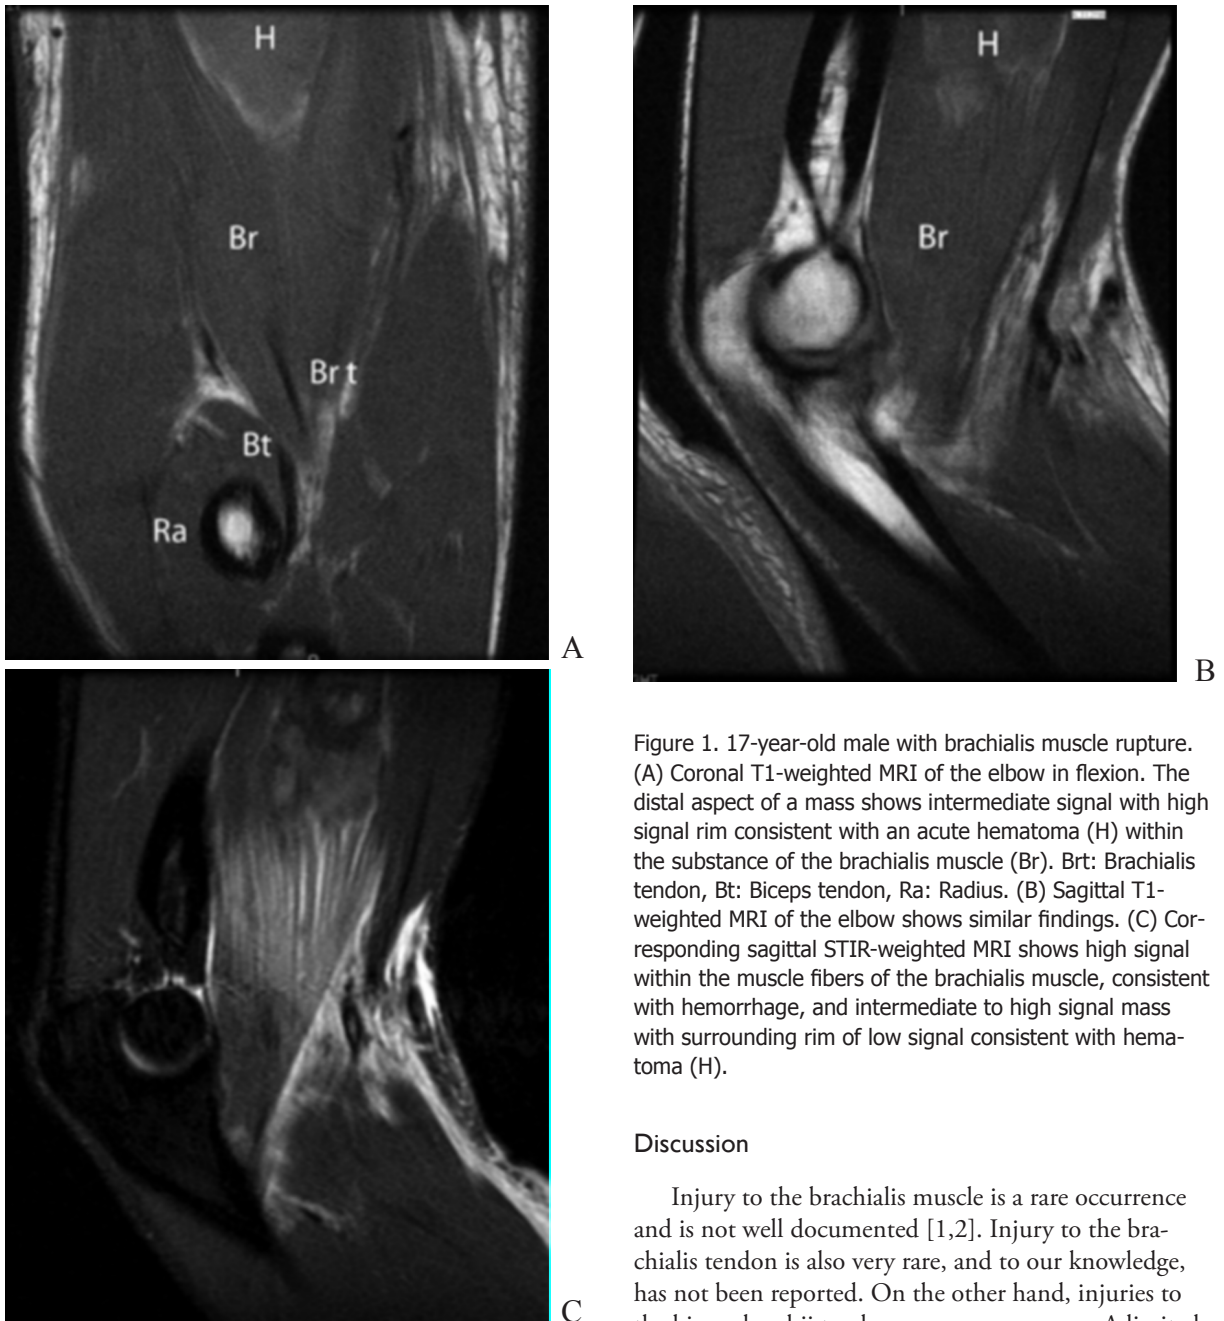 H
Br
Br t
Bt
Ra
A
H
Br
B
C
Figure 1. 17-year-old male with brachialis muscle rupture.
(A) Coronal T1-weighted MRI of the elbow in flexion. The
distal aspect of a mass shows intermediate signal with high
signal rim consistent with an acute hematoma (H) within
the substance of the brachialis muscle (Br). Brt: Brachialis
tendon, Bt: Biceps tendon, Ra: Radius. (B) Sagittal T1-
weighted MRI of the elbow shows similar findings. (C) Cor-
responding sagittal STIR-weighted MRI shows high signal
within the muscle fibers of the brachialis muscle, consistent
with hemorrhage, and intermediate to high signal mass
with surrounding rim of low signal consistent with hema-
toma (H).
Discussion
Injury to the brachialis muscle is a rare occurrence
and is not well documented [1,2]. Injury to the bra-
chialis tendon is also very rare, and to our knowledge,
has not been reported. On the other hand, injuries to